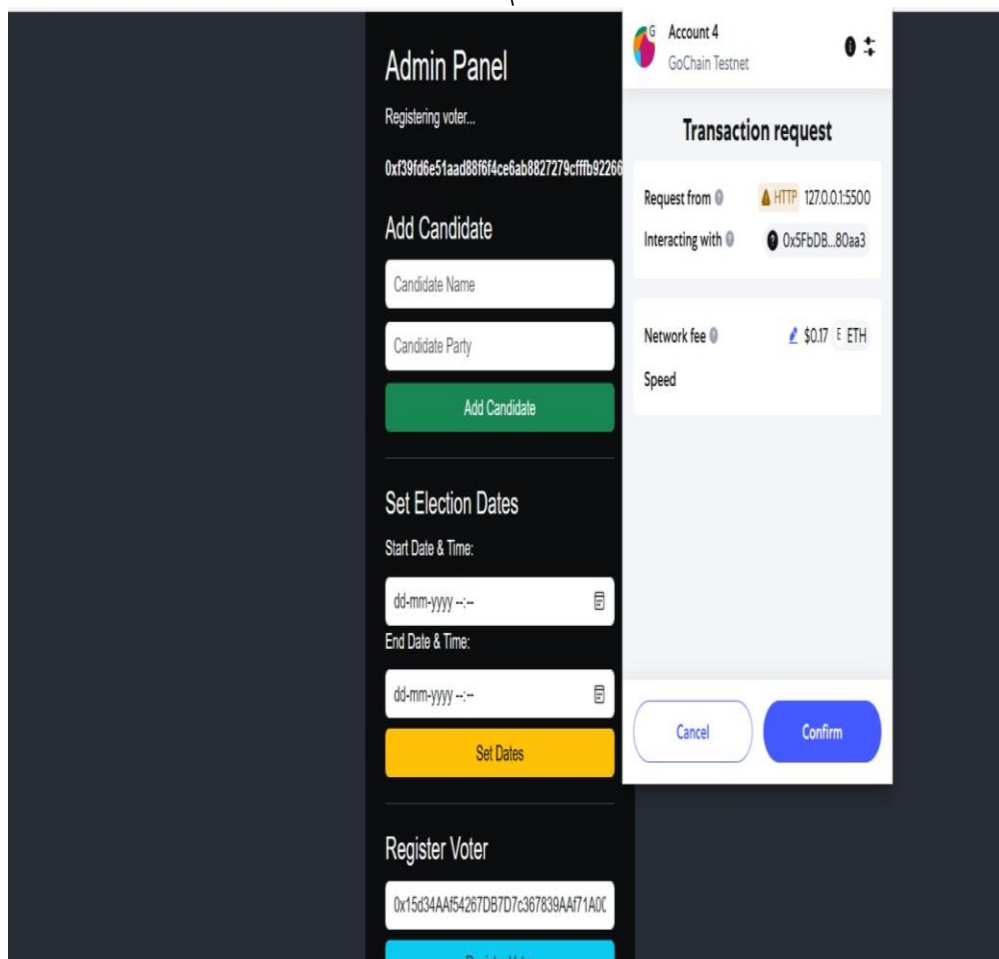 Admin Panel
Registering voter...
0xf39fd6e51aad88f6f4ce6ab8827279cfffb92266
Add Candidate
Candidate Name
Candidate Party
Add Candidate
Set Election Dates
Start Date & Time:
dd-mm-yyyy --:--
End Date & Time:
dd-mm-yyyy --:--
Set Dates
Register Voter
0x15d34AAf54267DB7D7c367839AAf71A00
G Account 4
GoChain Testnet
Transaction request
Request from HTTP 127.0.0.1:5500
Interacting with 0x5FbDB...80aa3
Network fee $0.17 E ETH
Speed
Cancel
Confirm